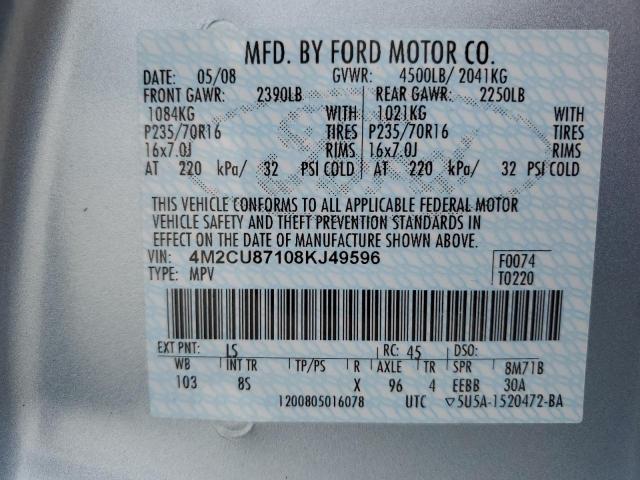 MFD. BY FORD MOTOR CO.
DATE: 05/08 GVWR: 4500LB/ 2041KG
FRONT GAWR: 2390LB REAR GAWR: 2250LB
1084KG WITH 1021KG WITH
P235/70R16 TIRES P235/70R16 TIRES
16x7.0J RIMS 16x7.0J RIMS
AT 220 kPa/ 32 PSI COLD AT 220 kPa/ 32 PSI COLD
THIS VEHICLE CONFORMS TO ALL APPLICABLE FEDERAL MOTOR
VEHICLE SAFETY AND THEFT PREVENTION STANDARDS IN
EFFECT ON THE DATE OF MANUFACTURE SHOWN ABOVE.
VIN: 4M2CU87108KJ49596 F0074
TYPE: MPV T0220
EXT PNT: LS RC: 45 DSO:
WB INT TR TP/PS R AXLE TR SPR 8M71B
103 8S X 96 4 EEBB 30A
1200805016078 UTC ▽5U5A-1520472-BA